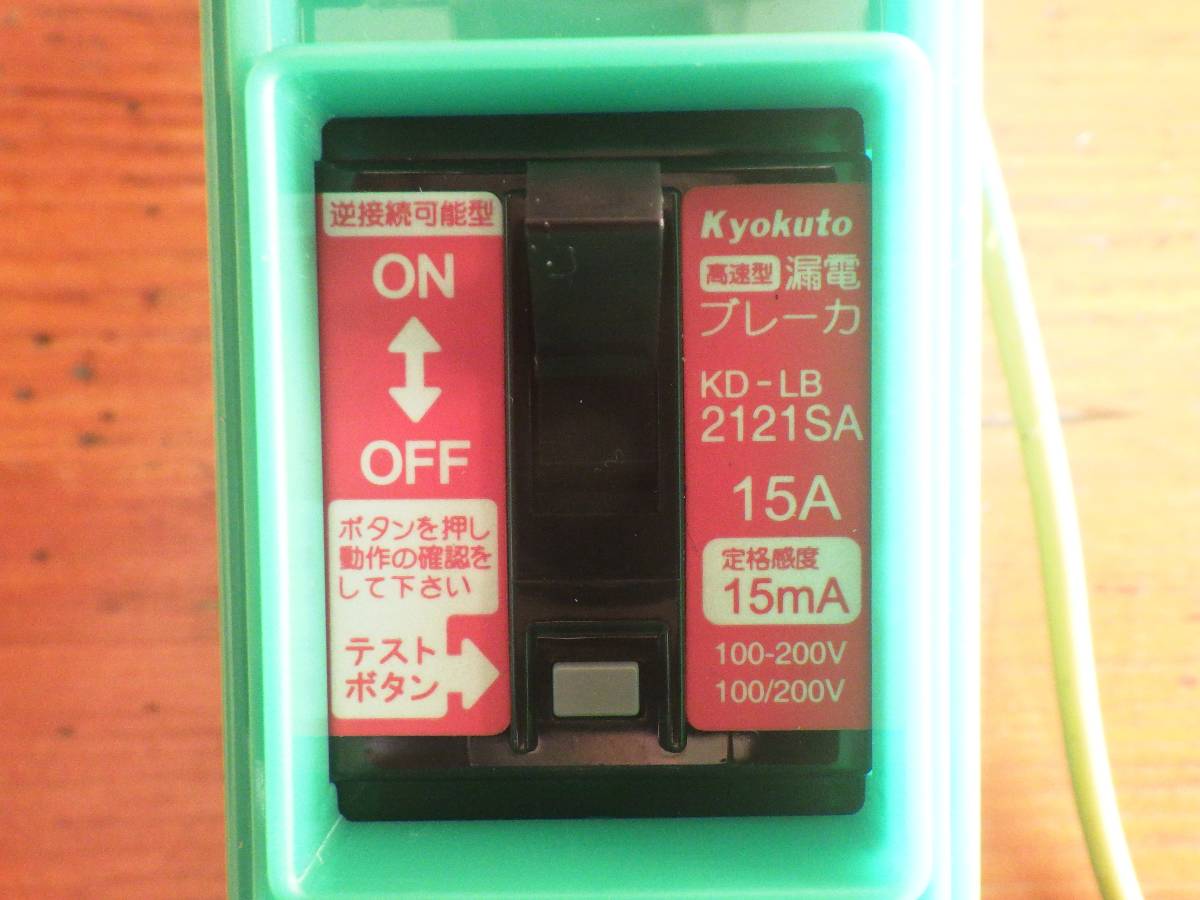 逆接続可能型
ON
OFF
ボタンを押し
動作の確認を
して下さい
テスト
ボタン
Kyokuto
高速型 漏電
ブレーカ
KD-LB
2121SA
15A
定格感度
15mA
100-200V
100/200V